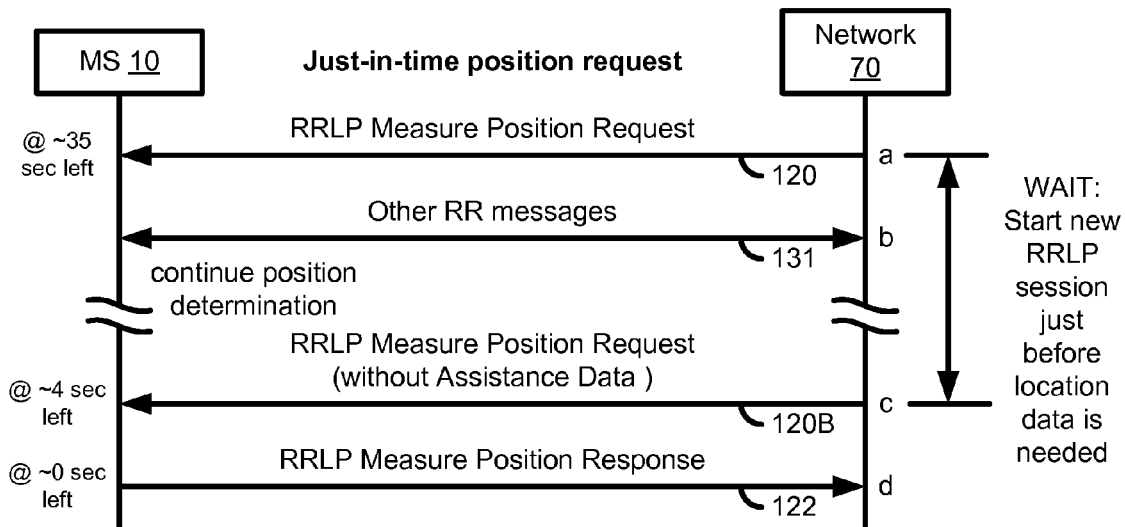 MS 10
Just-in-time position request
Network
70
@ ~35
sec left
RRLP Measure Position Request
120
a
Other RR messages
131
b
WAIT:
Start new
RRLP
session
just
before
location
data is
needed
continue position
determination
RRLP Measure Position Request
(without Assistance Data )
@ ~4 sec
left
120B
c
RRLP Measure Position Response
@ ~0 sec
left
122
d